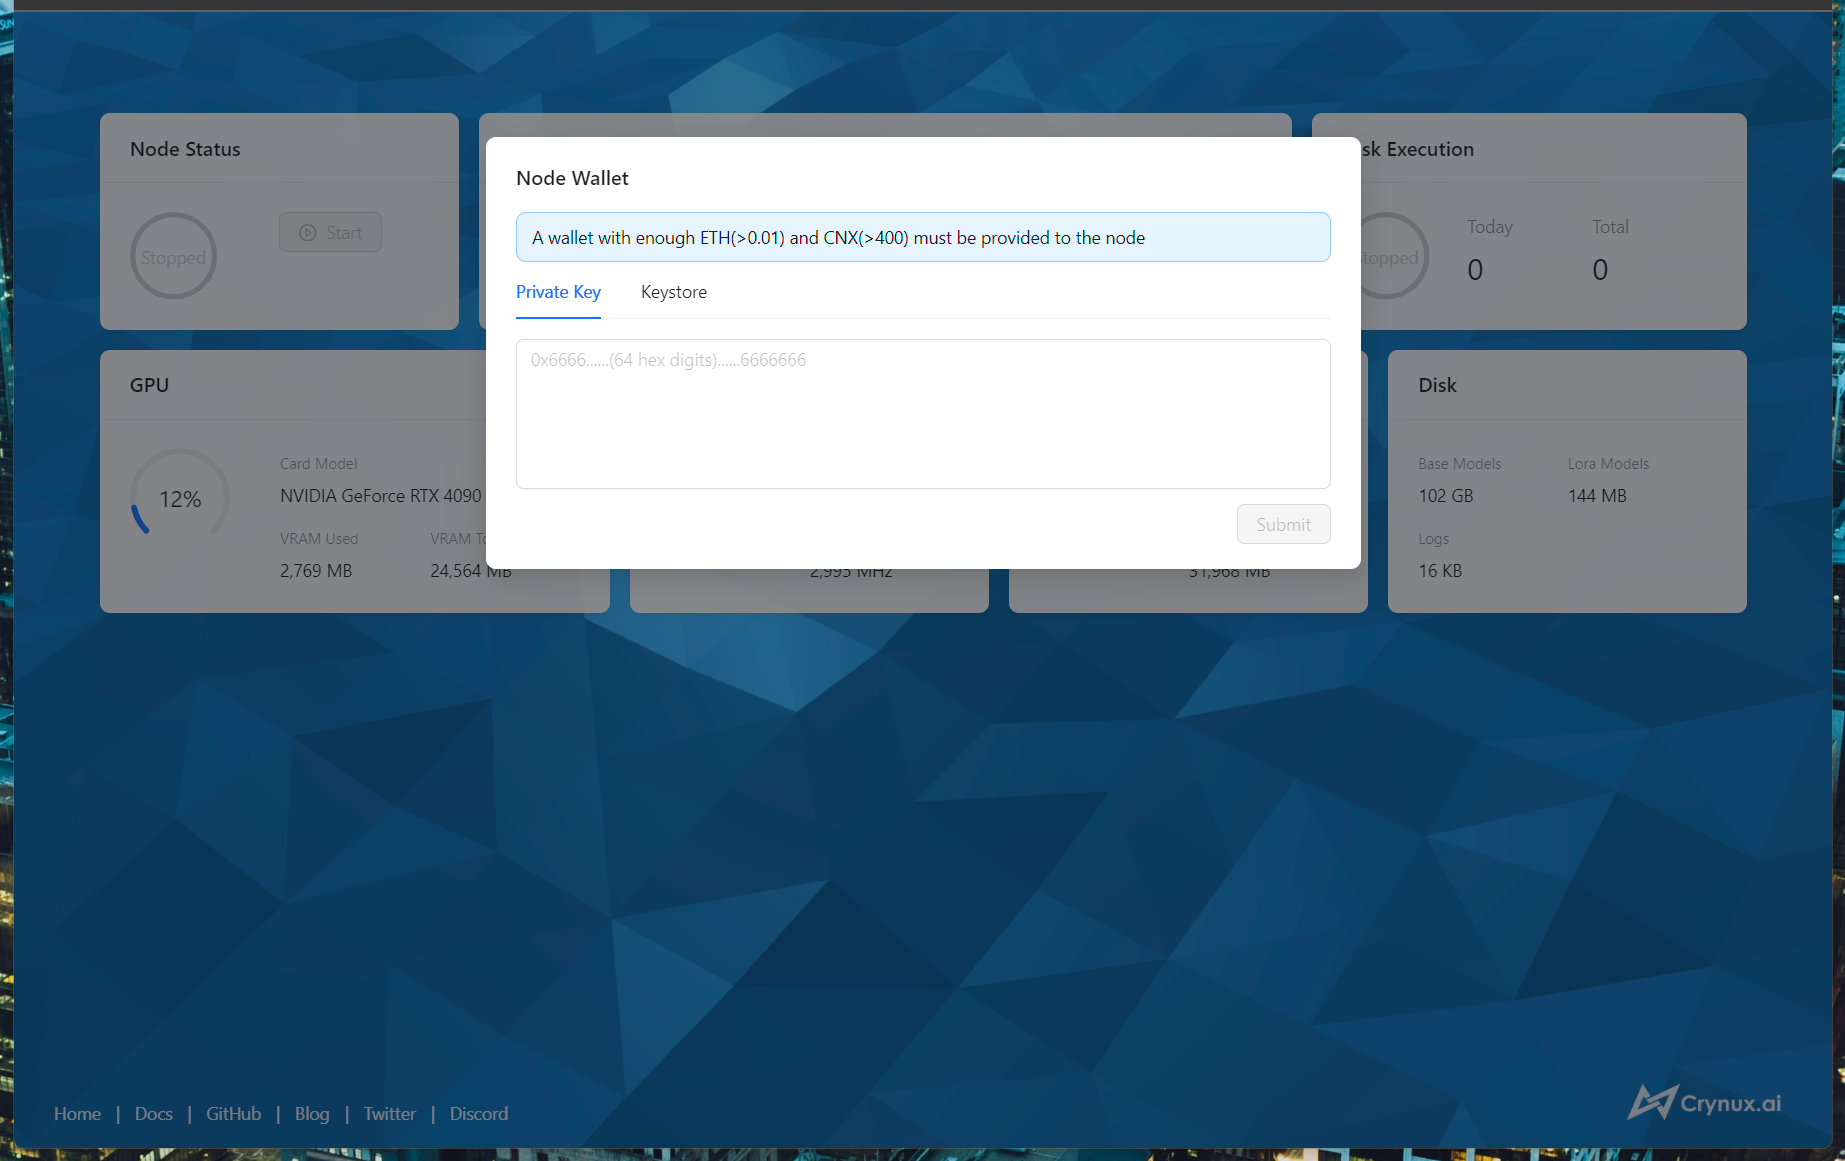 Node Status
Stopped
Start
sk Execution
topped
Today
0
Total
0
Node Wallet
A wallet with enough ETH(>0.01) and CNX(>400) must be provided to the node
Private Key
Keystore
0x6666......(64 hex digits)......6666666
Submit
GPU
12%
Card Model
NVIDIA GeForce RTX 4090
VRAM Used
2,769 MB
VRAM To
24,564 MB
2,995 MHz
31,968 MB
Disk
Base Models
102 GB
Lora Models
144 MB
Logs
16 KB
Home | Docs | GitHub | Blog | Twitter | Discord
Crynux.ai